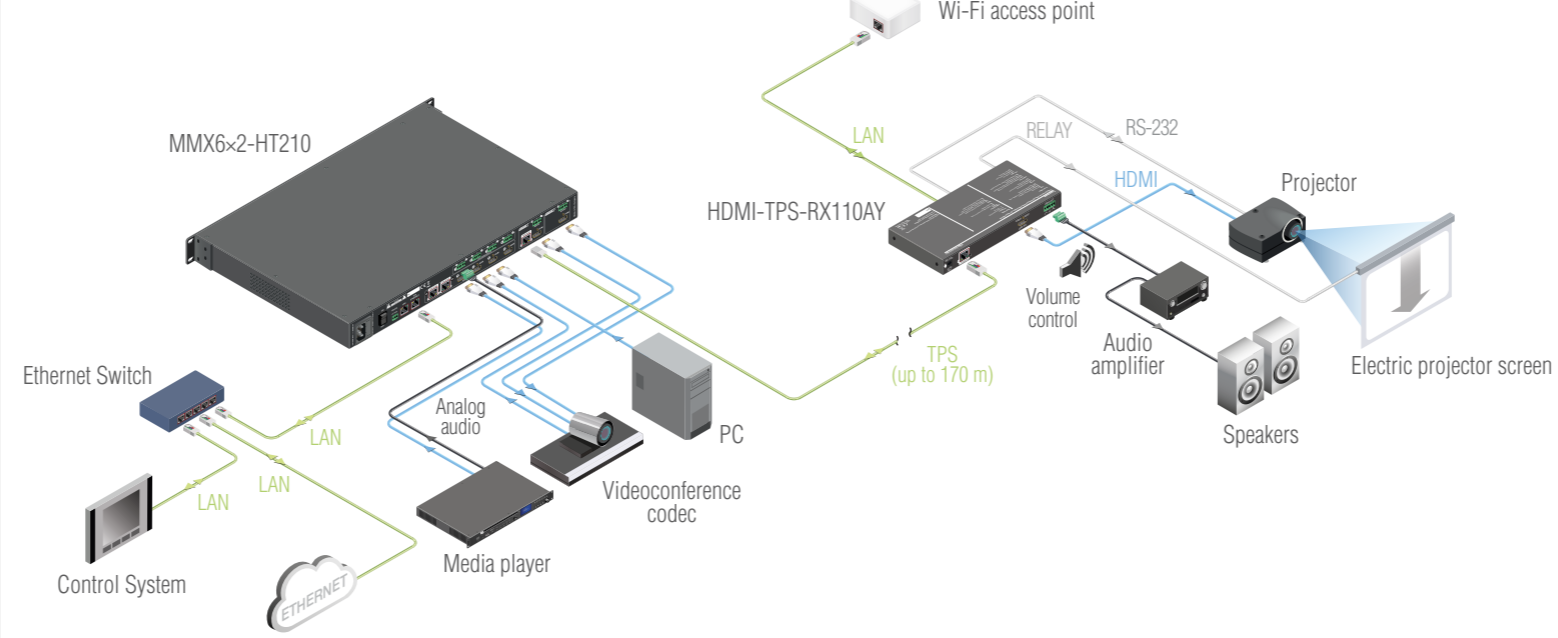 Wi-Fi access point
MMX6×2-HT210
LAN
RELAY
RS-232
HDMI
Projector
HDMI-TPS-RX110AY
Volume
control
Audio
amplifier
TPS
(up to 170 m)
Electric projector screen
Speakers
Ethernet Switch
LAN
Analog
audio
PC
LAN
LAN
Videoconference
codec
Media player
Control System
ETHERNET